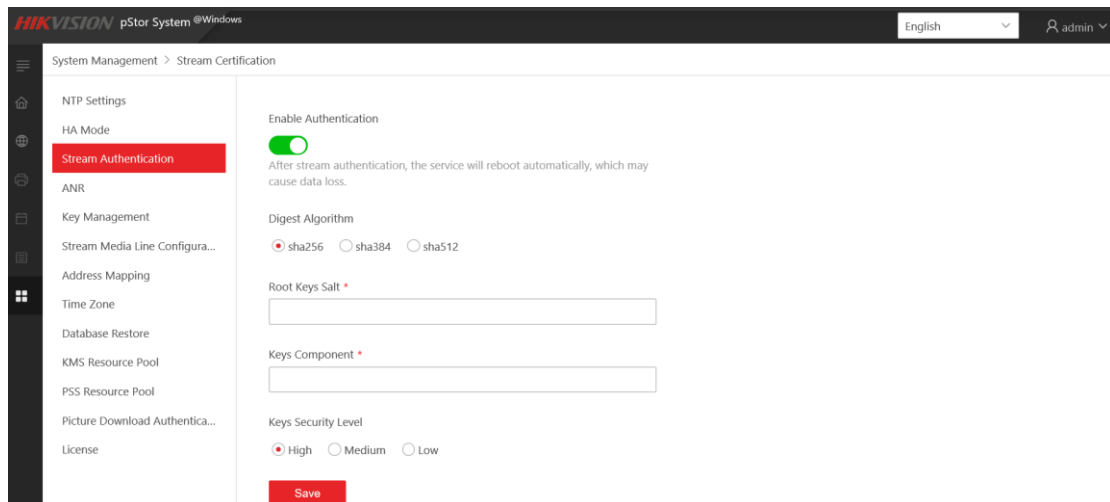 HIKVISION pStor System @Windows
English
admin
System Management > Stream Certification
NTP Settings
HA Mode
Stream Authentication
ANR
Key Management
Stream Media Line Configura...
Address Mapping
Time Zone
Database Restore
KMS Resource Pool
PSS Resource Pool
Picture Download Authentica...
License
Enable Authentication
After stream authentication, the service will reboot automatically, which may
cause data loss.
Digest Algorithm
sha256 sha384 sha512
Root Keys Salt *
Keys Component *
Keys Security Level
High Medium Low
Save